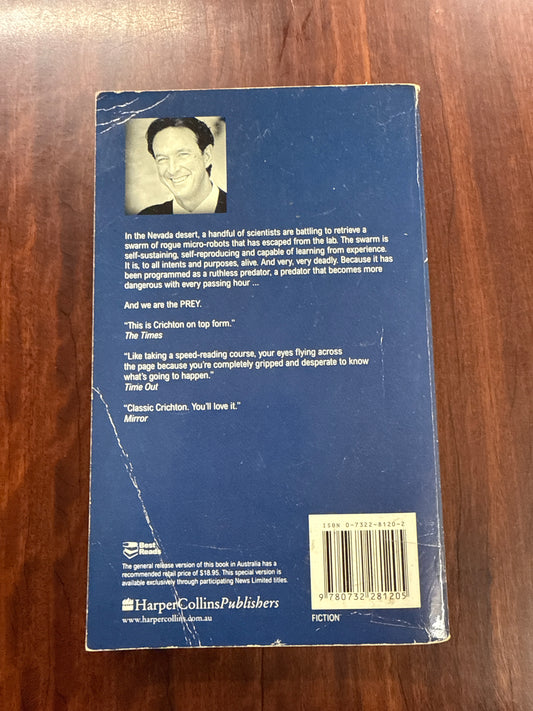 In the Nevada desert, a handful of scientists are battling to retrieve a
swarm of rogue micro-robots that has escaped from the lab. The swarm is
self-sustaining, self-reproducing and capable of learning from experience.
It is, to all intents and purposes, alive. And very, very deadly. Because it has
been programmed as a ruthless predator, a predator that becomes more
dangerous with every passing hour ...
And we are the PREY.
“This is Crichton on top form.”
The Times
“Like taking a speed-reading course, your eyes flying across
the page because you're completely gripped and desperate to know
what's going to happen.”
Time Out
“Classic Crichton. You'll love it.”
Mirror
Best
Reads
The general release version of this book in Australia has a
recommended retail price of $18.95. This special version is
available exclusively through participating News Limited titles.
HarperCollinsPublishers
www.harpercollins.com.au
ISBN 0-7322-8120-2
9 780732 281205
FICTION